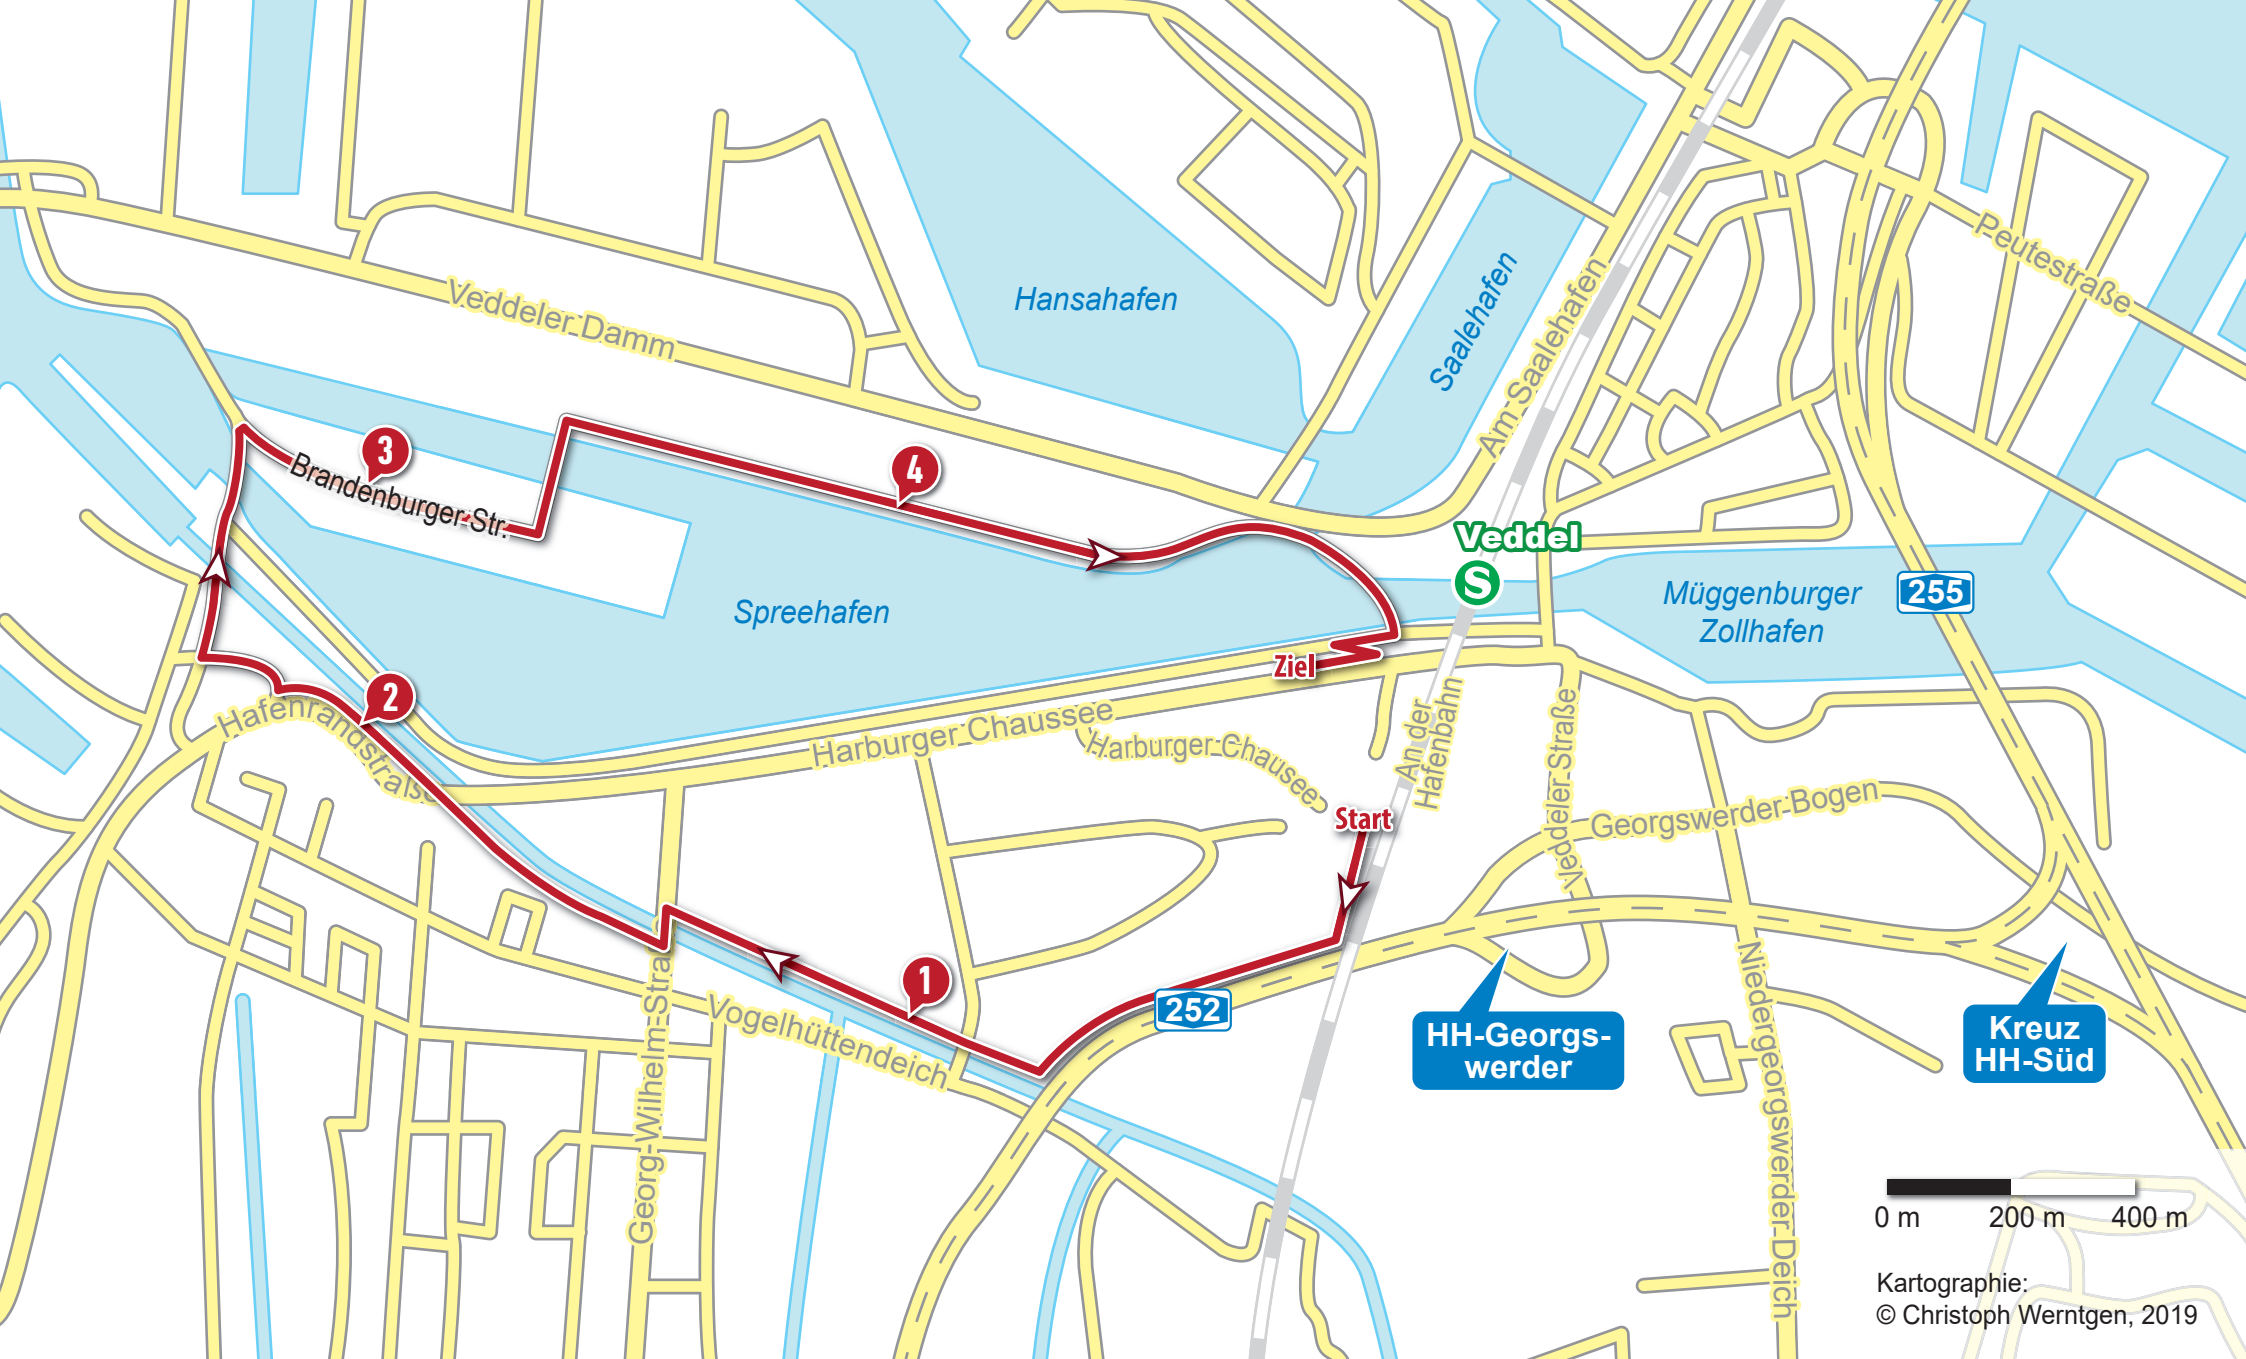 Peutestraße
Hansahafen
Saalehafen
Am Saalehafen
Veddeler Damm
3
Brandenburger Str.
4
Veddel
S
Müggenburger
Zollhafen
255
Spreehafen
Ziel
2
Hafenrandstraße
Harburger Chaussee
Harburger Chausee
An der
Hafenbahn
Veddeler Straße
Georgswerder Bogen
Start
1
252
Vogelhüttendeich
Georg-Wilhelm-Straße
Niedergeorgswerder Deich
HH-Georgs-
werder
Kreuz
HH-Süd
0 m
200 m
400 m
Kartographie:
© Christoph Werntgen, 2019